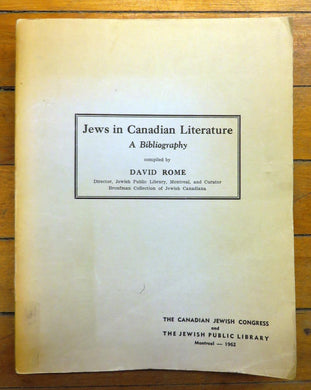 Jews in Canadian Literature
A Bibliography
compiled by
DAVID ROME
Director, Jewish Public Library, Montreal, and Curator
Bronfman Collection of Jewish Canadiana
THE CANADIAN JEWISH CONGRESS
and
THE JEWISH PUBLIC LIBRARY
Montreal — 1962